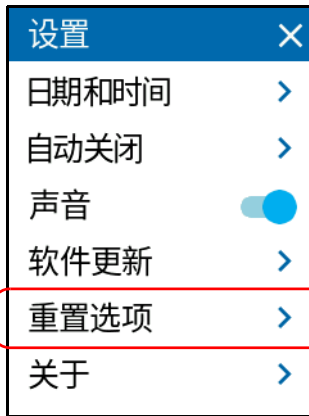 设置
日期和时间
自动关闭
声音
软件更新
重置选项
关于